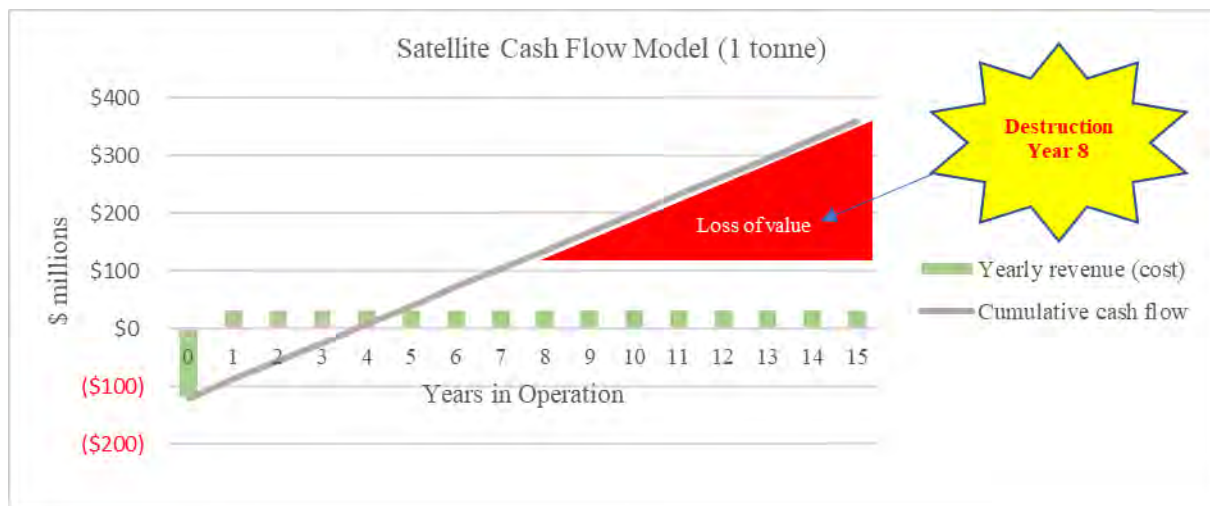 Satellite Cash Flow Model (1 tonne)
$400
$300
$200
$100
$0
($100)
($200)
$ millions
0 1 2 3 4 5 6 7 8 9 10 11 12 13 14 15
Years in Operation
Loss of value
Destruction
Year 8
Yearly revenue (cost)
Cumulative cash flow